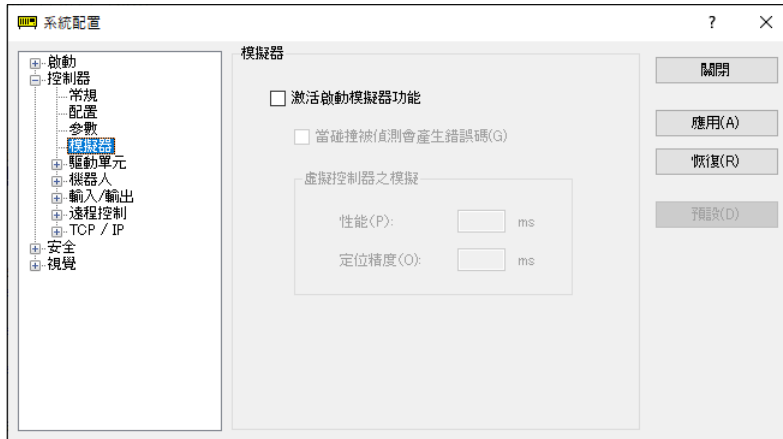 系統配置
?
啟動
控制器
常規
配置
參數
模擬器
驅動單元
機器人
輸入/輸出
遠程控制
TCP / IP
安全
視覺
模擬器
激活啟動模擬器功能
當碰撞被偵測會產生錯誤碼(G)
虛擬控制器之模擬
性能(P): ms
定位精度(O): ms
關閉
應用(A)
恢復(R)
預設(D)